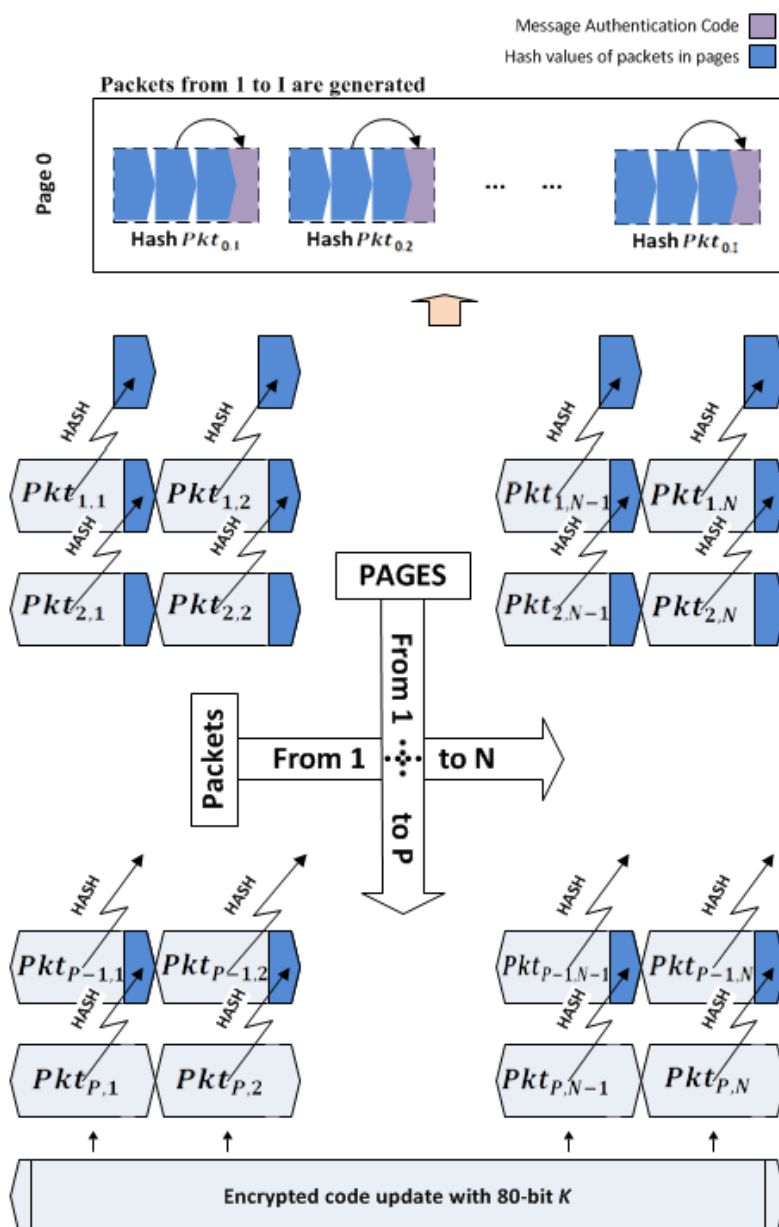 Message Authentication Code
Hash values of packets in pages
Packets from 1 to I are generated
Page 0
... ...
Hash Pkt0.1
Hash Pkt0.2
Hash Pkt0.I
HASH
HASH
HASH
HASH
Pkt1,1
Pkt1,2
Pkt1,N−1
Pkt1.N
HASH
HASH
HASH
HASH
Pkt2,1
Pkt2,2
Pkt2,N−1
Pkt2,N
PAGES
From 1
to P
Packets
From 1
to N
HASH
HASH
HASH
HASH
PktP−1,1
PktP−1,2
PktP−1,N−1
PktP−1,N
HASH
HASH
HASH
HASH
PktP,1
PktP,2
PktP,N−1
PktP,N
Encrypted code update with 80-bit K